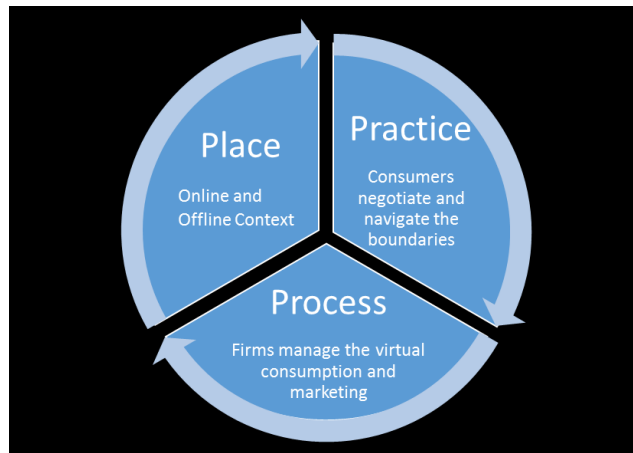 Place
Online and
Offline Context
Practice
Consumers
negotiate and
navigate the
boundaries
Process
Firms manage the virtual
consumption and
marketing